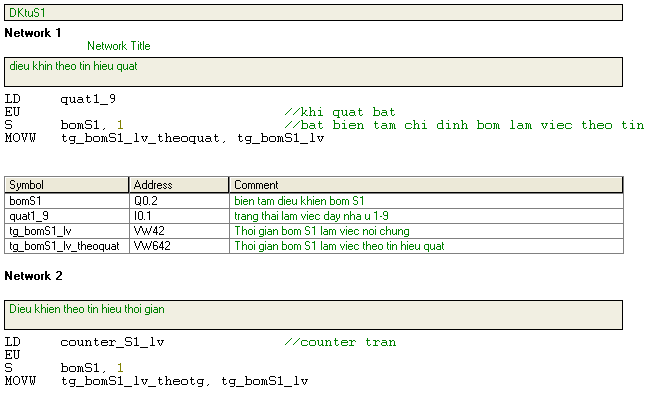 DKtuS1
Network 1
Network Title
dieu khin theo tin hieu quat
LD quat1_9
EU //khi quat bat
S bomS1, 1 //bat bien tam chi dinh bom lam viec theo tin
MOVW tg_bomS1_lv_theoquat, tg_bomS1_lv
Symbol Address Comment
bomS1 Q0.2 bien tam dieu khien bom S1
quat1_9 I0.1 trang thai lam viec day nha u 1-9
tg_bomS1_lv VW42 Thoi gian bom S1 lam viec noi chung
tg_bomS1_lv_theoquat VW642 Thoi gian bom S1 lam viec theo tin hieu quat
Network 2
Dieu khien theo tin hieu thoi gian
LD counter_S1_lv //counter tran
EU
S bomS1, 1
MOVW tg_bomS1_lv_theotg, tg_bomS1_lv